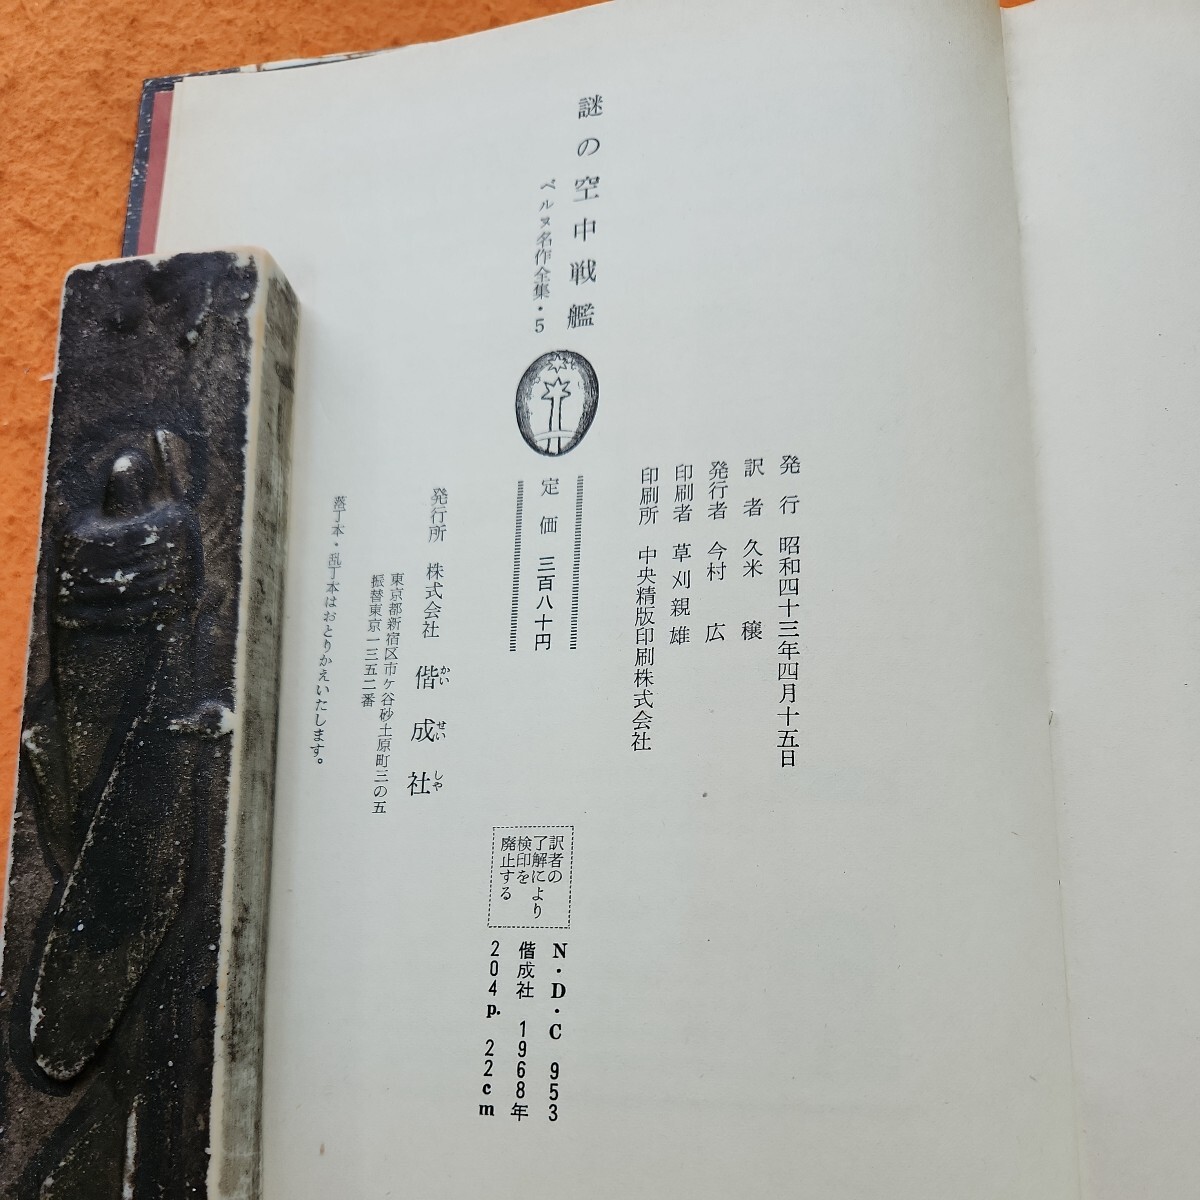 謎の空中戦艦
ベルヌ名作全集・5
発行 昭和四十三年四月十五日
訳者 久米穣
発行者 今村広
印刷者 草刈親雄
印刷所 中央精版印刷株式会社
定価 三百八十円
発行所 株式会社 偕成社
かいせいしや
東京都新宿区市ケ谷砂土原町三の五
振替東京一三五二番
落丁本・乱丁本はおとりかえいたします。
訳者の
了解により
検印を
廃止する
N・D・C 953
偕成社 1968年
204p. 22cm